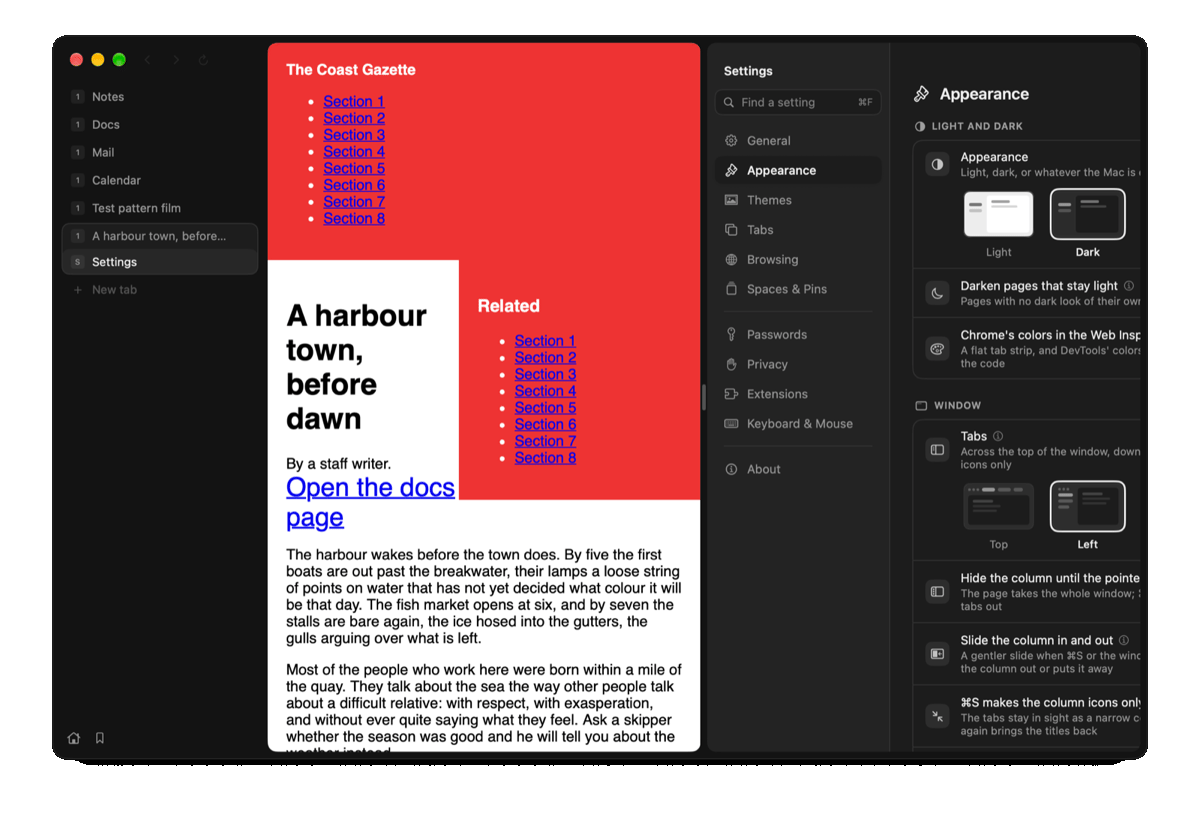 1 Notes
1 Docs
1 Mail
1 Calendar
1 Test pattern film
1 A harbour town, before...
S Settings
+ New tab
The Coast Gazette
Section 1
Section 2
Section 3
Section 4
Section 5
Section 6
Section 7
Section 8
A harbour
town,
before
dawn
By a staff writer.
Open the docs
page
Related
Section 1
Section 2
Section 3
Section 4
Section 5
Section 6
Section 7
Section 8
The harbour wakes before the town does. By five the first
boats are out past the breakwater, their lamps a loose string
of points on water that has not yet decided what colour it will
be that day. The fish market opens at six, and by seven the
stalls are bare again, the ice hosed into the gutters, the
gulls arguing over what is left.
Most of the people who work here were born within a mile of
the quay. They talk about the sea the way other people talk
about a difficult relative: with respect, with exasperation,
and without ever quite saying what they feel. Ask a skipper
whether the season was good and he will tell you about the
weather instead.
Settings
Find a setting ⌘F
General
Appearance
Themes
Tabs
Browsing
Spaces & Pins
Passwords
Privacy
Extensions
Keyboard & Mouse
About
Appearance
LIGHT AND DARK
Appearance
Light, dark, or whatever the Mac is
Light
Dark
Darken pages that stay light
Pages with no dark look of their
Chrome's colors in the Web
A flat tab strip, and DevTools' colors
the code
WINDOW
Tabs
Across the top of the window, down
icons only
Top
Left
Hide the column until the
The page takes the whole window;
tabs out
Slide the column in and out
A gentler slide when ⌘S or the
the column out or puts it away
⌘S makes the column icons
The tabs stay in sight as a narrow
again brings the titles back